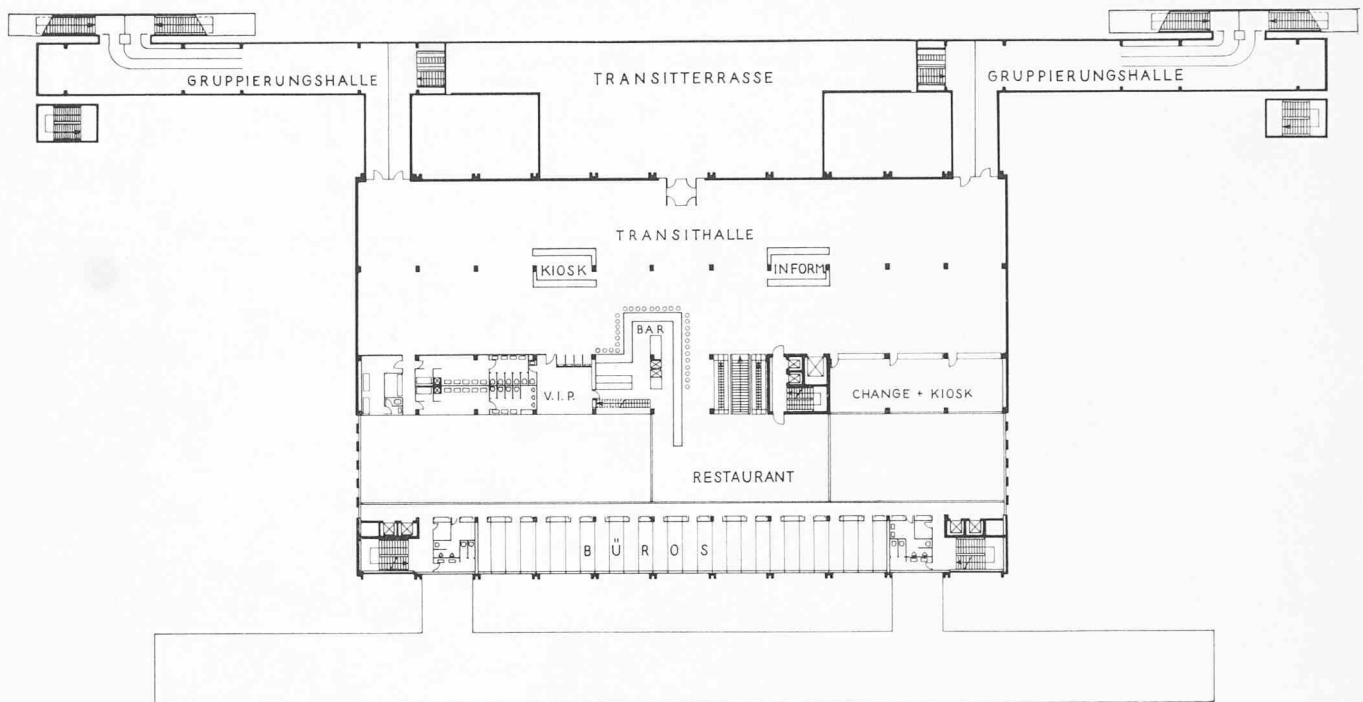 GRUPPIERUNGSHALLE
TRANSITTERRASSE
GRUPPIERUNGSHALLE
TRANSITHALLE
KIOSK
INFORM
BAR
V.I.P.
CHANGE + KIOSK
RESTAURANT
BÜROS